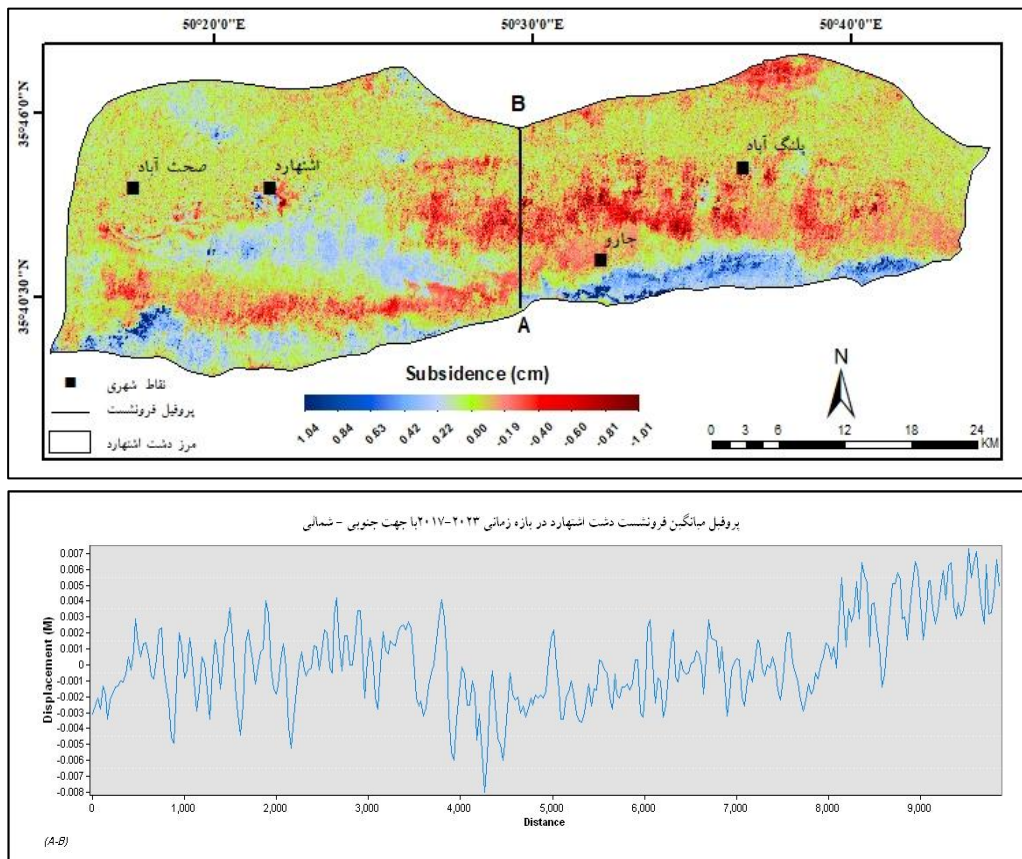 50°20'0"E 50°30'0"E 50°40'0"E
35°46'0"N
35°40'30"N
B
صحت آباد
اشتهارد
پلنگ آباد
جارو
A
Subsidence (cm)
1.04 0.84 0.63 0.42 0.22 0.00 -0.19 -0.40 -0.60 -0.81 -1.01
نقاط شهری
پروفیل فرونشست
مرز دشت اشتهارد
N
0 3 6 12 18 24
KM
پروفیل میانگین فرونشست دشت اشتهارد در بازه زمانی ۲۰۲۳-۲۰۱۷با جهت جنوبی - شمالی
Displacement (M)
0.007
0.006
0.005
0.004
0.002
0.001
0
-0.001
-0.002
-0.003
-0.005
-0.006
-0.007
-0.008
0 1,000 2,000 3,000 4,000 5,000 6,000 7,000 8,000 9,000
Distance
(A-B)